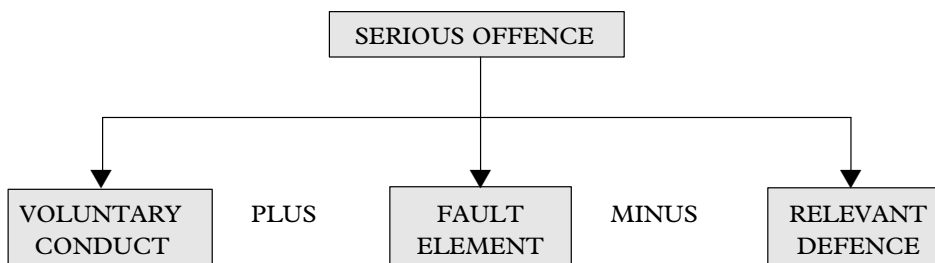 SERIOUS OFFENCE
VOLUNTARY CONDUCT
PLUS
FAULT ELEMENT
MINUS
RELEVANT DEFENCE